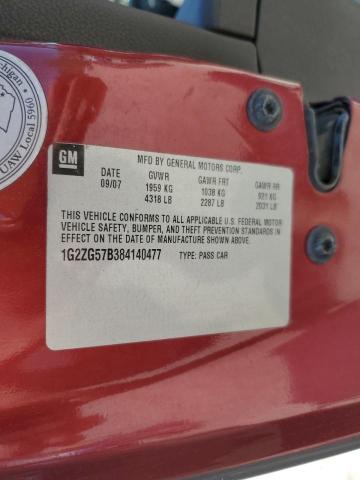 Michigan
UAW Local 5960
GM
MFD BY GENERAL MOTORS CORP.
DATE GVWR GAWR FRT GAWR RR
09/07 1959 KG 1038 KG 921 KG
4318 LB 2287 LB 2031 LB
THIS VEHICLE CONFORMS TO ALL APPLICABLE U.S. FEDERAL MOTOR
VEHICLE SAFETY, BUMPER, AND THEFT PREVENTION STANDARDS IN
EFFECT ON THE DATE OF MANUFACTURE SHOWN ABOVE.
1G2ZG57B384140477 TYPE: PASS CAR